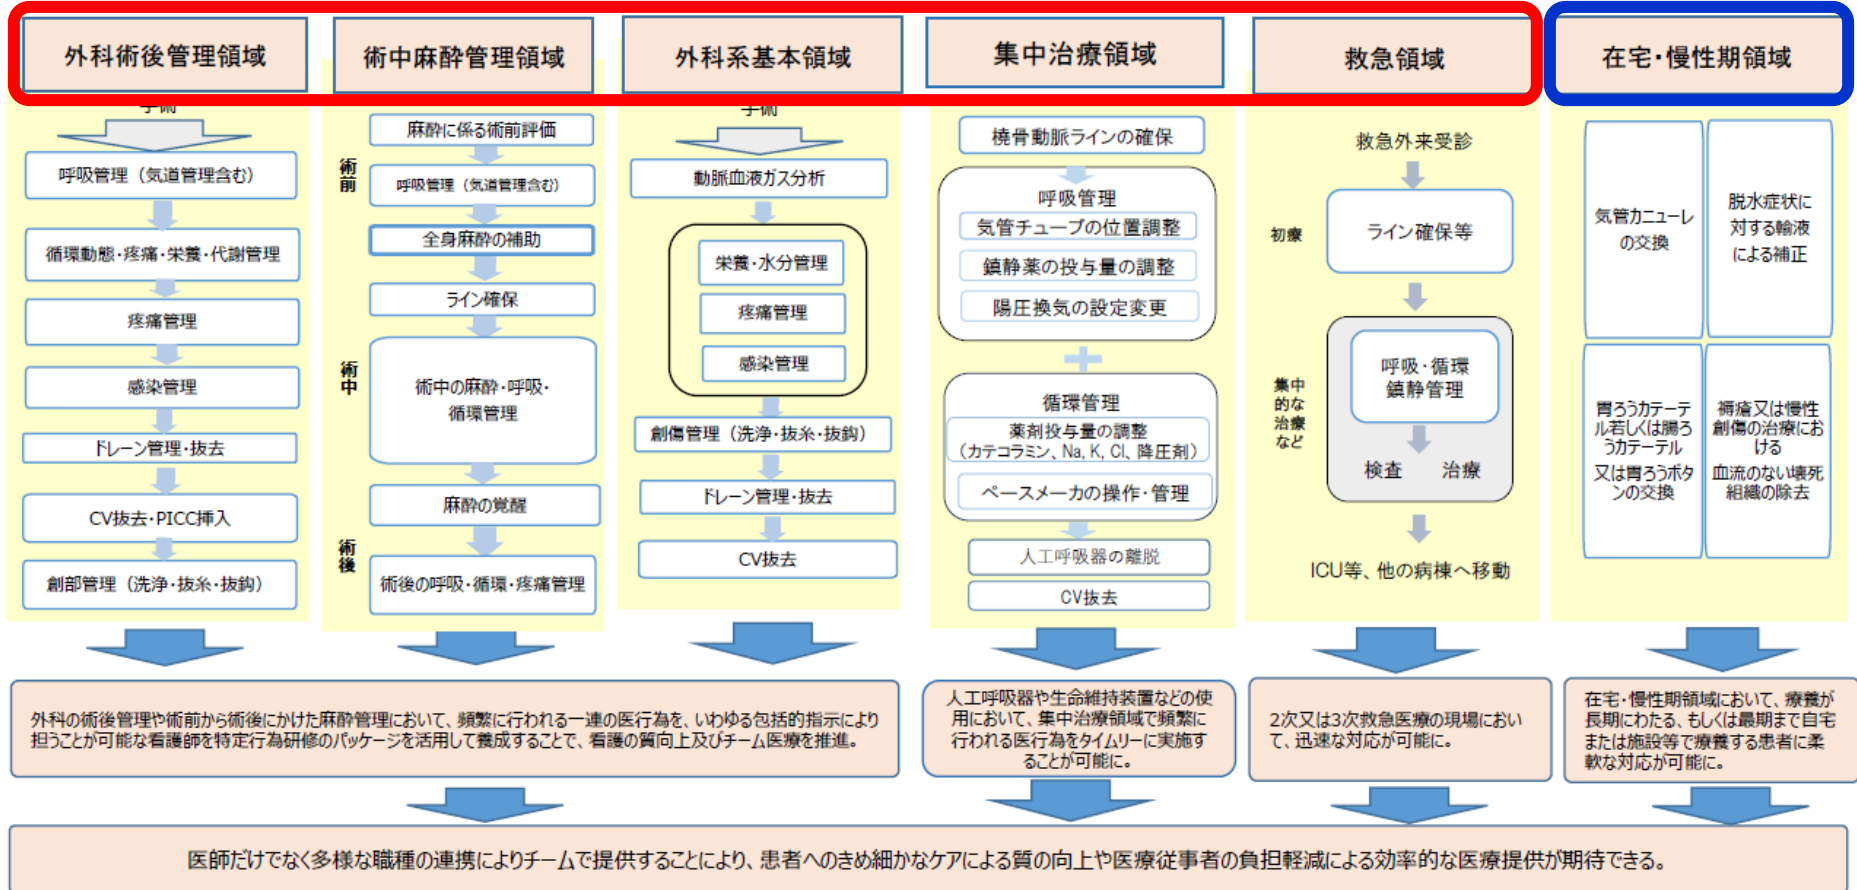 外科術後管理領域
術中麻酔管理領域
外科系基本領域
集中治療領域
救急領域
在宅・慢性期領域
手術
呼吸管理（気道管理含む）
循環動態・疼痛・栄養・代謝管理
疼痛管理
感染管理
ドレーン管理・抜去
CV抜去・PICC挿入
創部管理（洗浄・抜糸・抜鈎）
術前
麻酔に係る術前評価
呼吸管理（気道管理含む）
全身麻酔の補助
ライン確保
術中
術中の麻酔・呼吸・
循環管理
麻酔の覚醒
術後
術後の呼吸・循環・疼痛管理
手術
動脈血液ガス分析
栄養・水分管理
疼痛管理
感染管理
創傷管理（洗浄・抜糸・抜鈎）
ドレーン管理・抜去
CV抜去
橈骨動脈ラインの確保
呼吸管理
気管チューブの位置調整
鎮静薬の投与量の調整
陽圧換気の設定変更
循環管理
薬剤投与量の調整
（カテコラミン、Na, K, Cl, 降圧剤）
ペースメーカの操作・管理
人工呼吸器の離脱
CV抜去
救急外来受診
初療
ライン確保等
集中
的な
治療
など
呼吸・循環
鎮静管理
検査 治療
ICU等、他の病棟へ移動
気管カニューレ
の交換
脱水症状に
対する輸液
による補正
胃ろうカテーテ
ル若しくは腸ろ
うカテーテル
又は胃ろうボタ
ンの交換
褥瘡又は慢性
創傷の治療にお
ける
血流のない壊死
組織の除去
外科の術後管理や術前から術後にかけた麻酔管理において、頻繁に行われる一連の医行為を、いわゆる包括的指示により
担うことが可能な看護師を特定行為研修のパッケージを活用して養成することで、看護の質向上及びチーム医療を推進。
人工呼吸器や生命維持装置などの使
用において、集中治療領域で頻繁に
行われる医行為をタイムリーに実施す
ることが可能に。
2次又は3次救急医療の現場におい
て、迅速な対応が可能に。
在宅・慢性期領域において、療養が
長期にわたる、もしくは最期まで自宅
または施設等で療養する患者に柔
軟な対応が可能に。
医師だけでなく多様な職種の連携によりチームで提供することにより、患者へのきめ細かなケアによる質の向上や医療従事者の負担軽減による効率的な医療提供が期待できる。